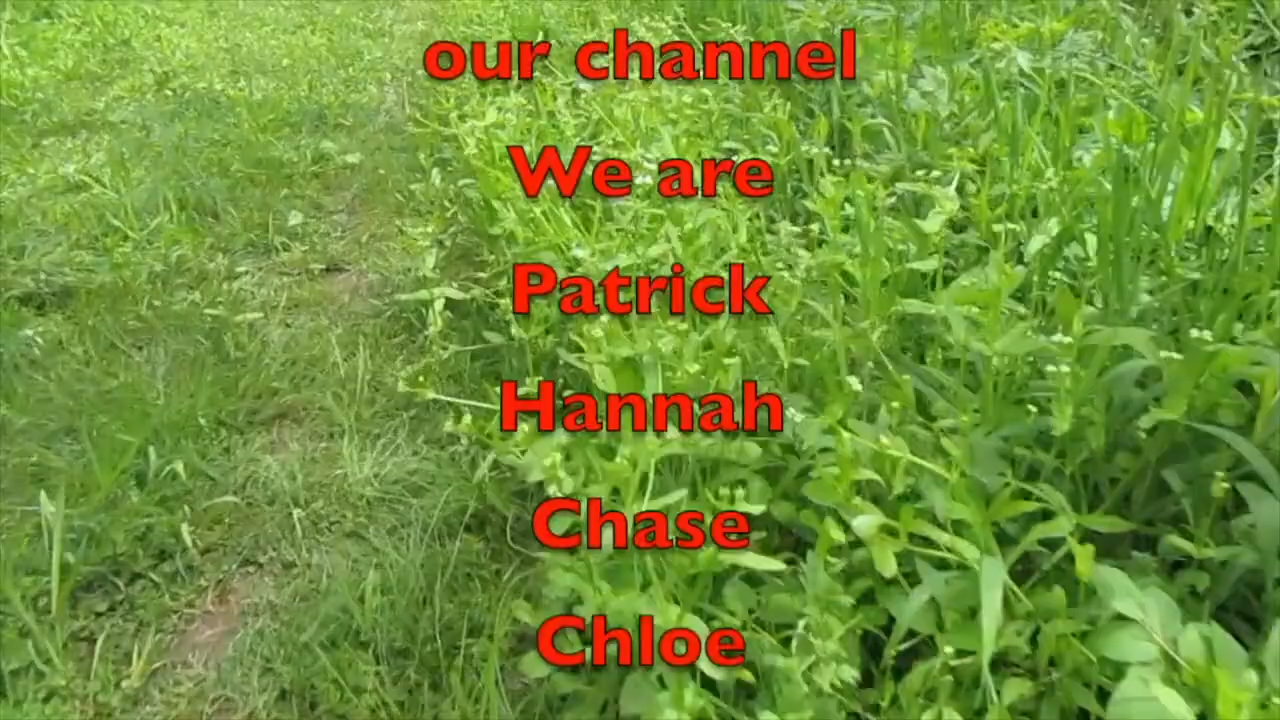 our channel
We are
Patrick
Hannah
Chase
Chloe